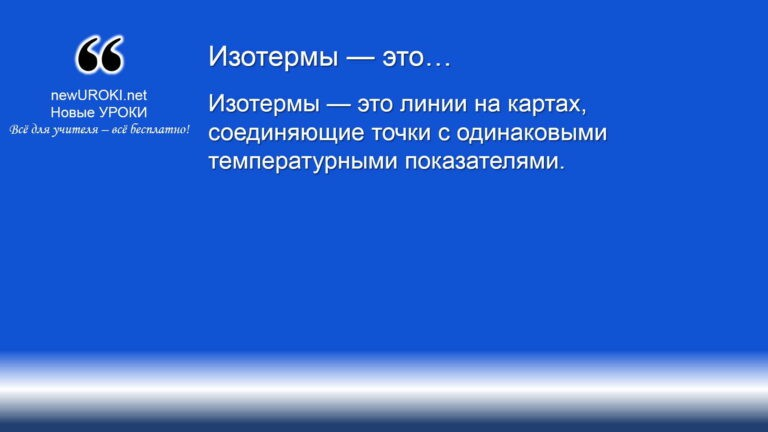 Изотермы — это…
Изотермы — это линии на картах,
соединяющие точки с одинаковыми
температурными показателями.
newUROKI.net
Новые УРОКИ
Всё для учителя – всё бесплатно!